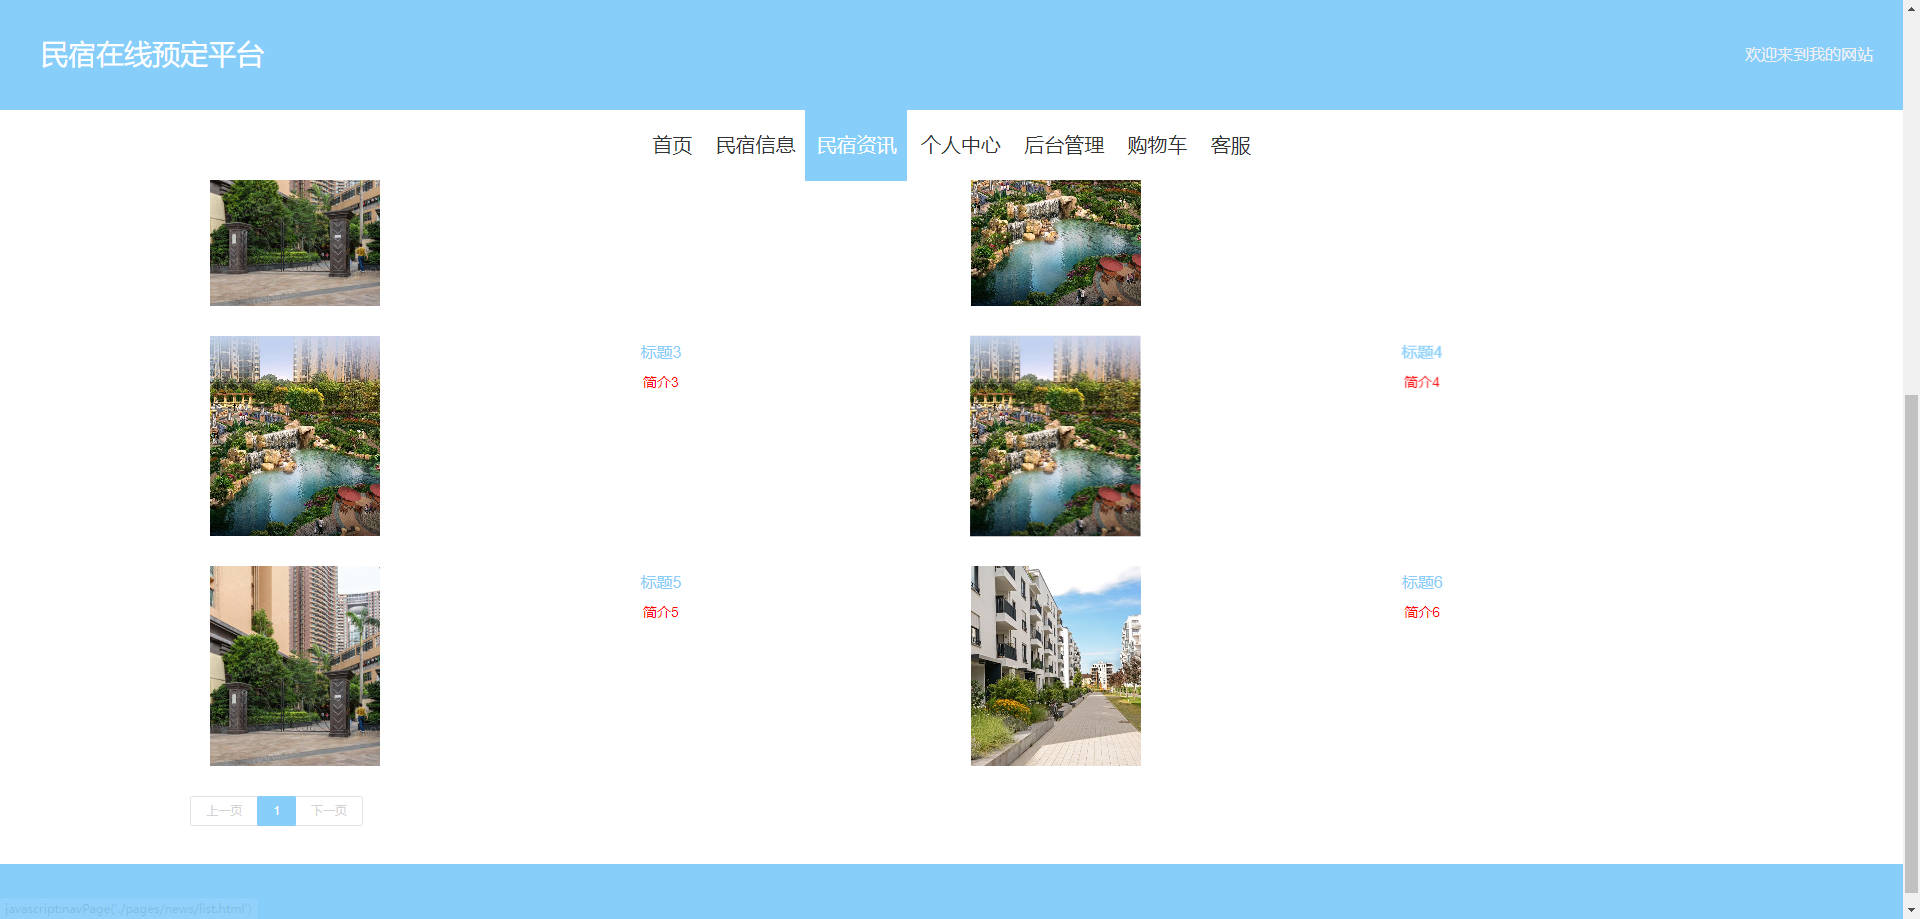 民宿在线预定平台
欢迎来到我的网站
首页 民宿信息 民宿资讯 个人中心 后台管理 购物车 客服
标题3
简介3
标题4
简介4
标题5
简介5
标题6
简介6
上一页 1 下一页
javascript:navPage('./pages/news/list.html')